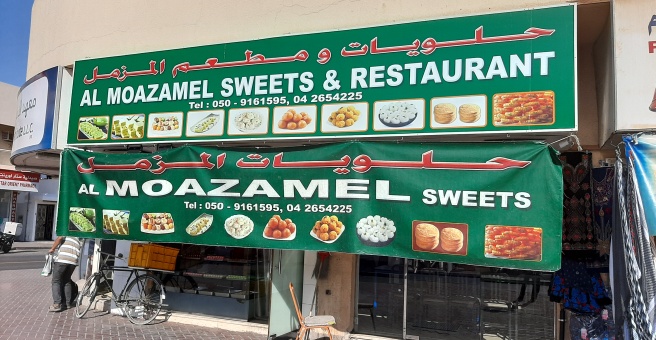 حلويات و مطعم المزمل
AL MOAZAMEL SWEETS & RESTAURANT
Tel : 050 - 9161595, 04 2654225
حلويات المزمل
AL MOAZAMEL SWEETS
Tel : 050 - 9161595, 04 2654225
L.L.C.